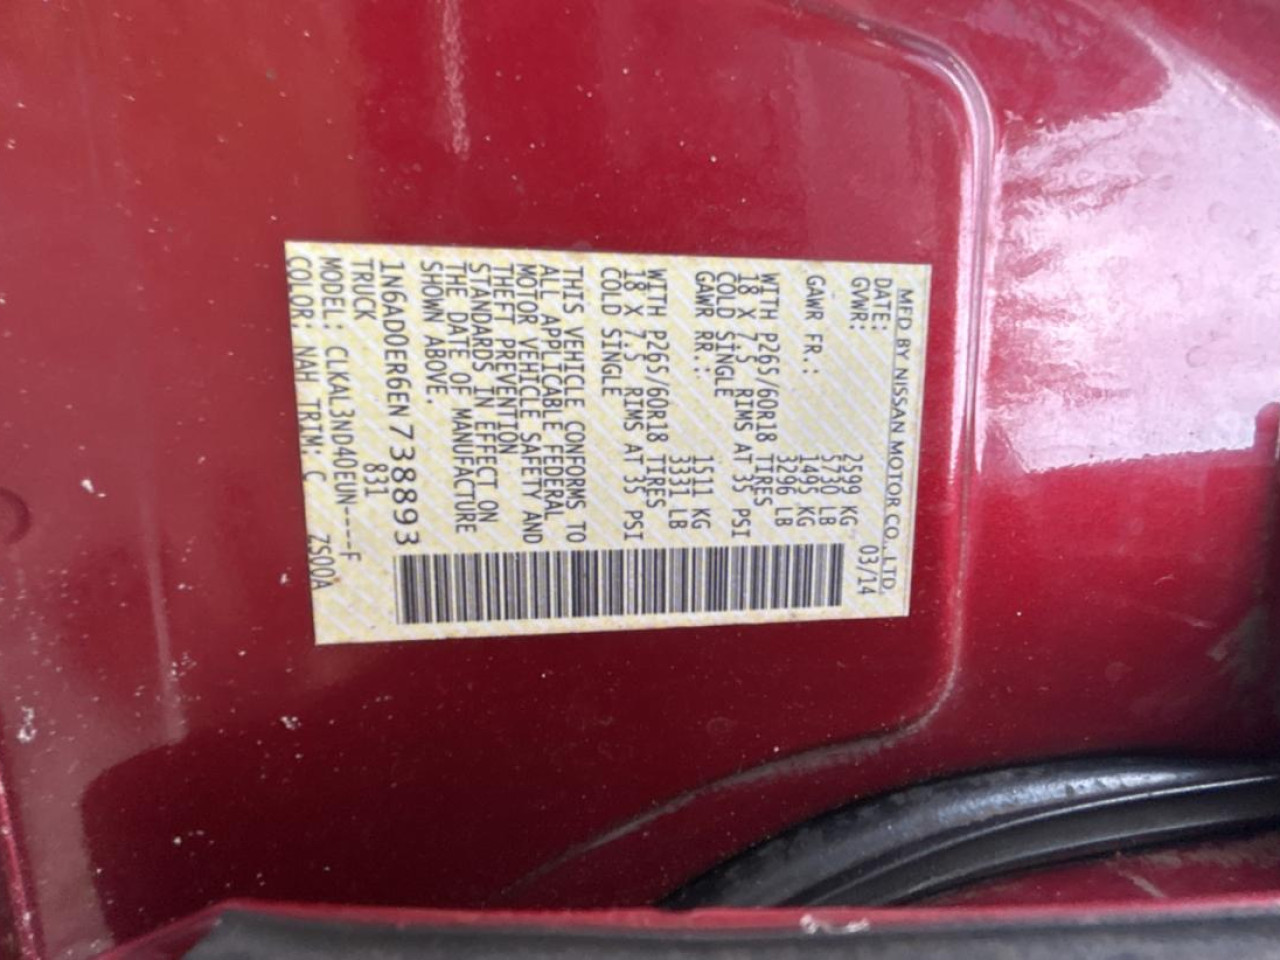 MFD BY NISSAN MOTOR CO., LTD.
DATE: 03/14
GVWR: 2599 KG
5730 LB
GAWR FR.: 1495 KG
3296 LB
WITH P265/60R18 TIRES
18 X 7.5 RIMS AT 35 PSI
COLD SINGLE
GAWR RR.: 1511 KG
3331 LB
WITH P265/60R18 TIRES
18 X 7.5 RIMS AT 35 PSI
COLD SINGLE
THIS VEHICLE CONFORMS TO
ALL APPLICABLE FEDERAL
MOTOR VEHICLE SAFETY AND
THEFT PREVENTION
STANDARDS IN EFFECT ON
THE DATE OF MANUFACTURE
SHOWN ABOVE.
1N6AD0ER6EN738893
TRUCK 831
MODEL: CLKAL3ND40EUN----F
COLOR: NAH TRIM: C ZS00A